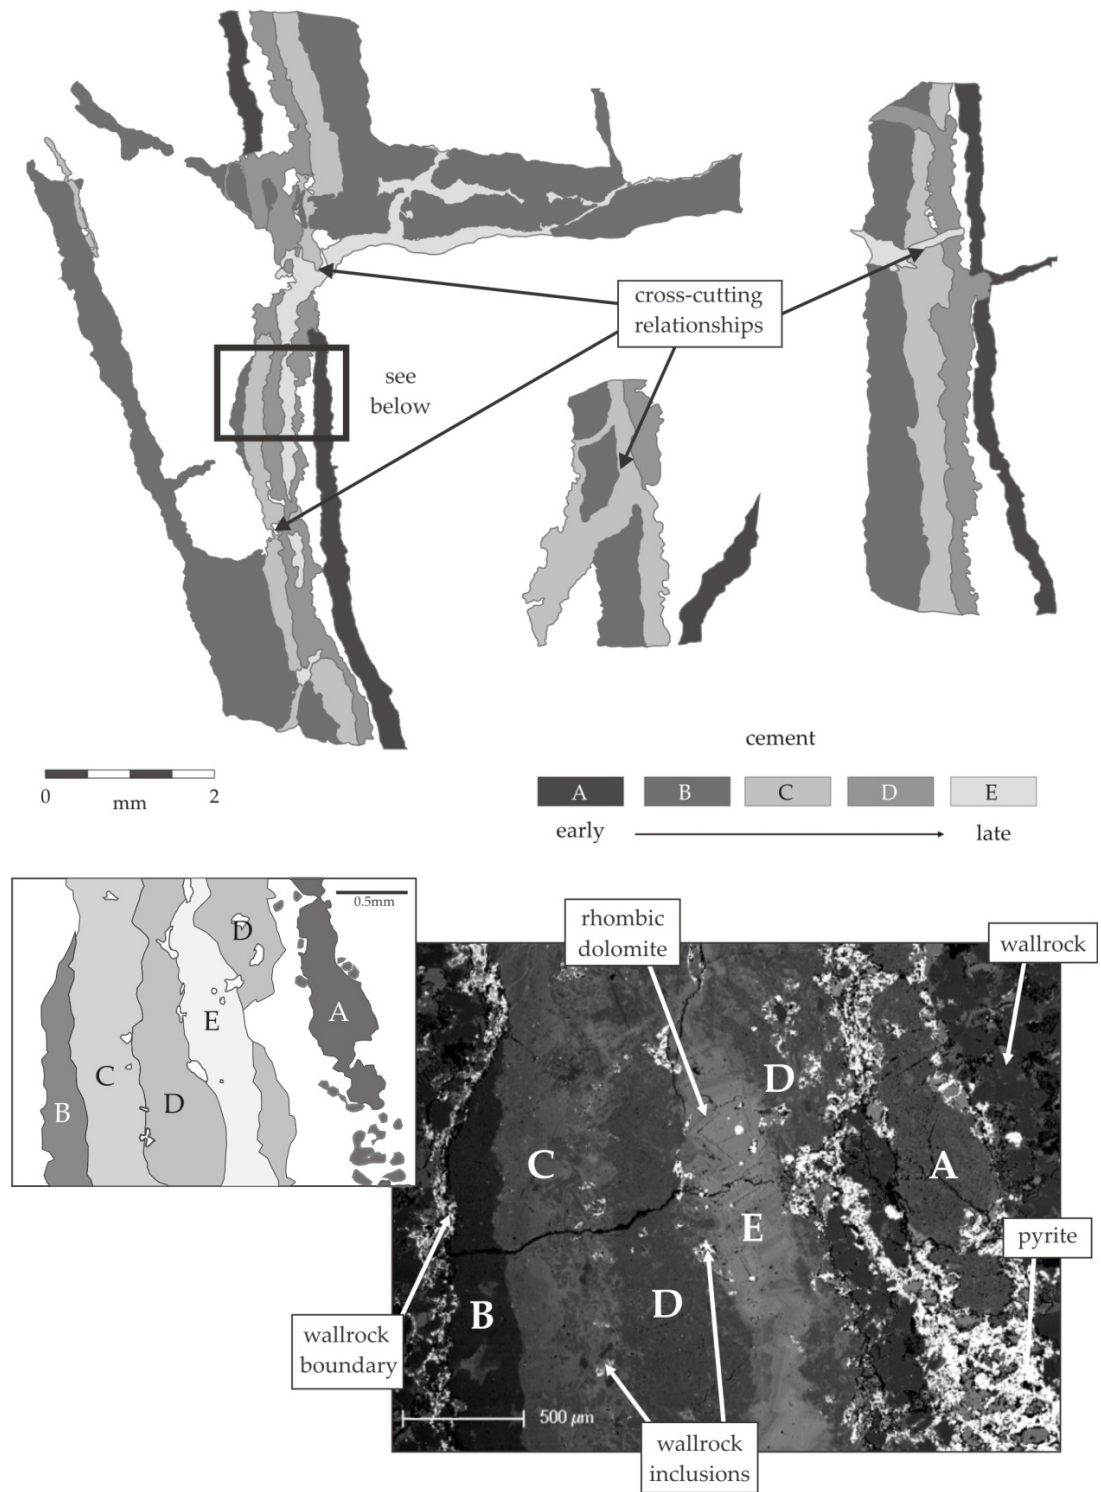 cross-cutting
relationships
see
below
cement
0 mm 2
A B C D E
early late
0.5mm
D
E
A
C
D
B
rhombic
dolomite
wallrock
D
C
A
E
pyrite
D
B
wallrock
boundary
500 µm
wallrock
inclusions